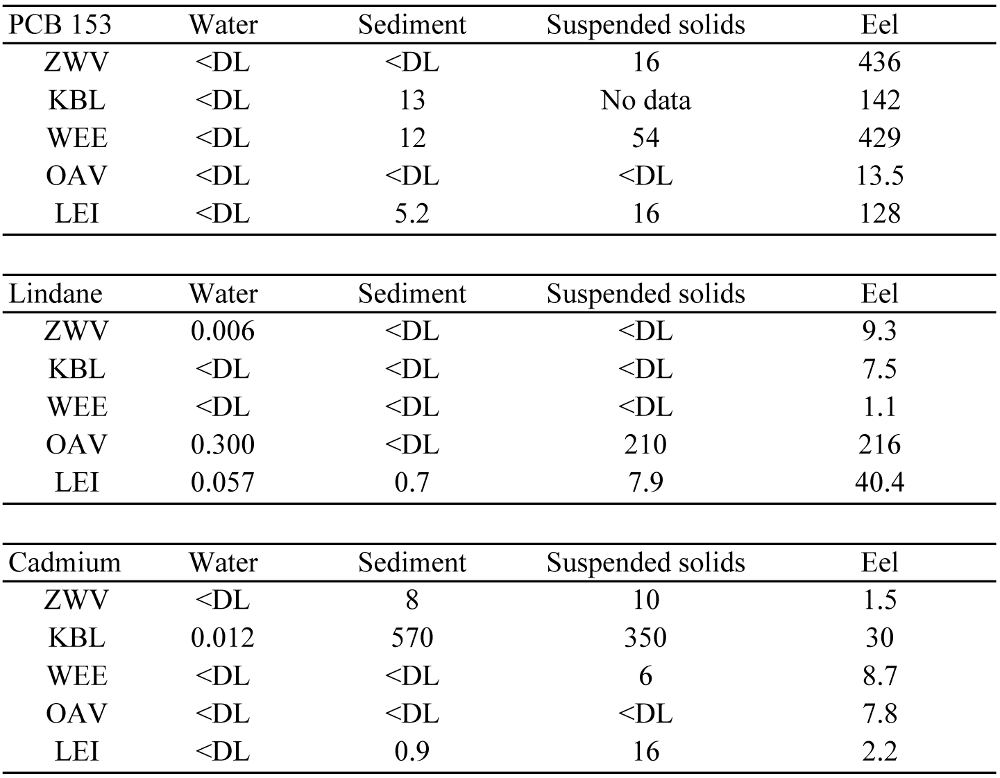 PCB 153 Water Sediment Suspended solids Eel
ZWV <DL <DL 16 436
KBL <DL 13 No data 142
WEE <DL 12 54 429
OAV <DL <DL <DL 13.5
LEI <DL 5.2 16 128
Lindane Water Sediment Suspended solids Eel
ZWV 0.006 <DL <DL 9.3
KBL <DL <DL <DL 7.5
WEE <DL <DL <DL 1.1
OAV 0.300 <DL 210 216
LEI 0.057 0.7 7.9 40.4
Cadmium Water Sediment Suspended solids Eel
ZWV <DL 8 10 1.5
KBL 0.012 570 350 30
WEE <DL <DL 6 8.7
OAV <DL <DL <DL 7.8
LEI <DL 0.9 16 2.2